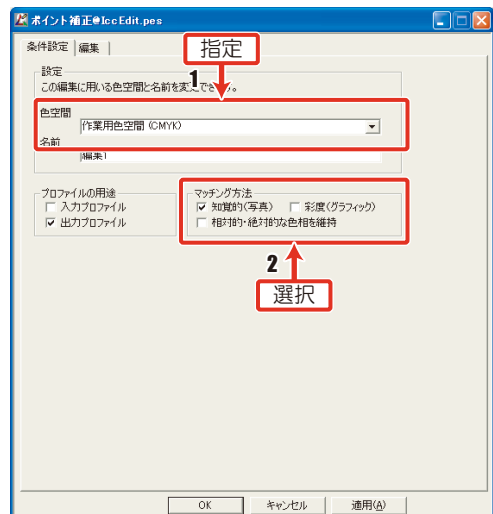 ポイント補正@IccEdit.pes
条件設定 編集
指定
設定
1
この編集に用いる色空間と名前を変
色空間
作業用色空間 (CMYK)
名前
編集1
プロファイルの用途
マッチング方法
入力プロファイル
知覚的(写真) 彩度(グラフィック)
出力プロファイル
相対的・絶対的な色相を維持
2
選択
OK キャンセル 適用(A)